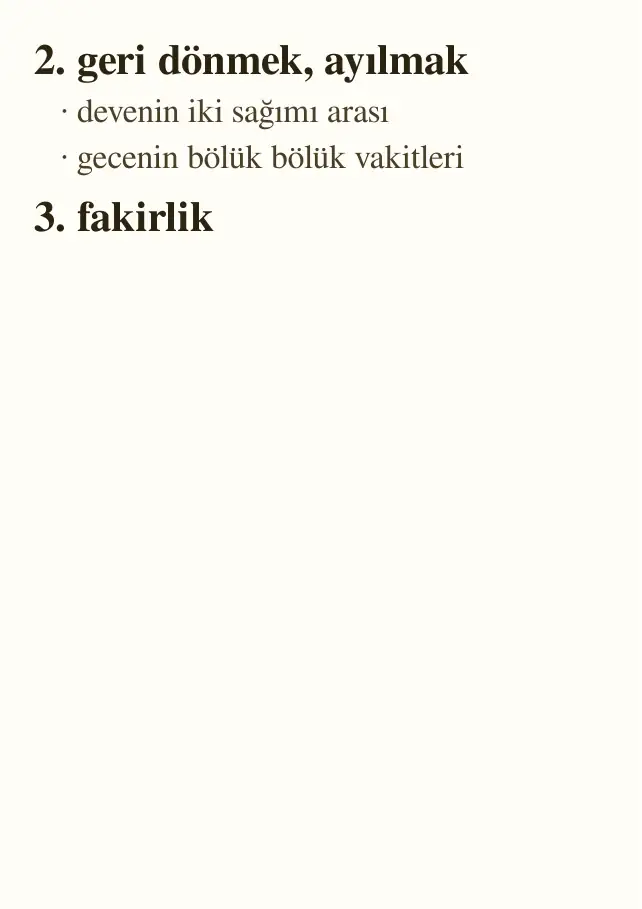 2. geri dönmek, ayılmak
· devenin iki sağımı arası
· gecenin bölük bölük vakitleri
3. fakirlik